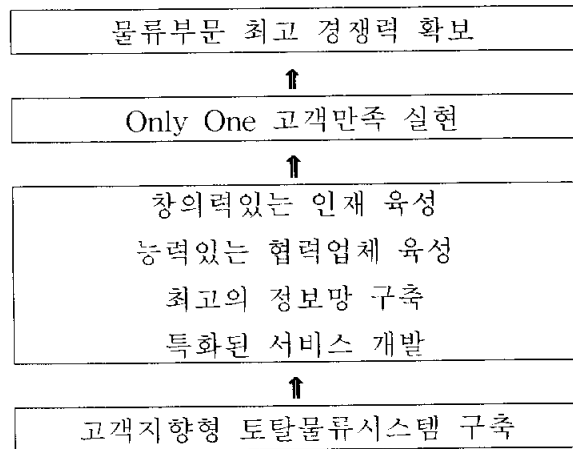 물류부문 최고 경쟁력 확보
⇑
Only One 고객만족 실현
⇑
창의력있는 인재 육성
능력있는 협력업체 육성
최고의 정보망 구축
특화된 서비스 개발
⇑
고객지향형 토탈물류시스템 구축